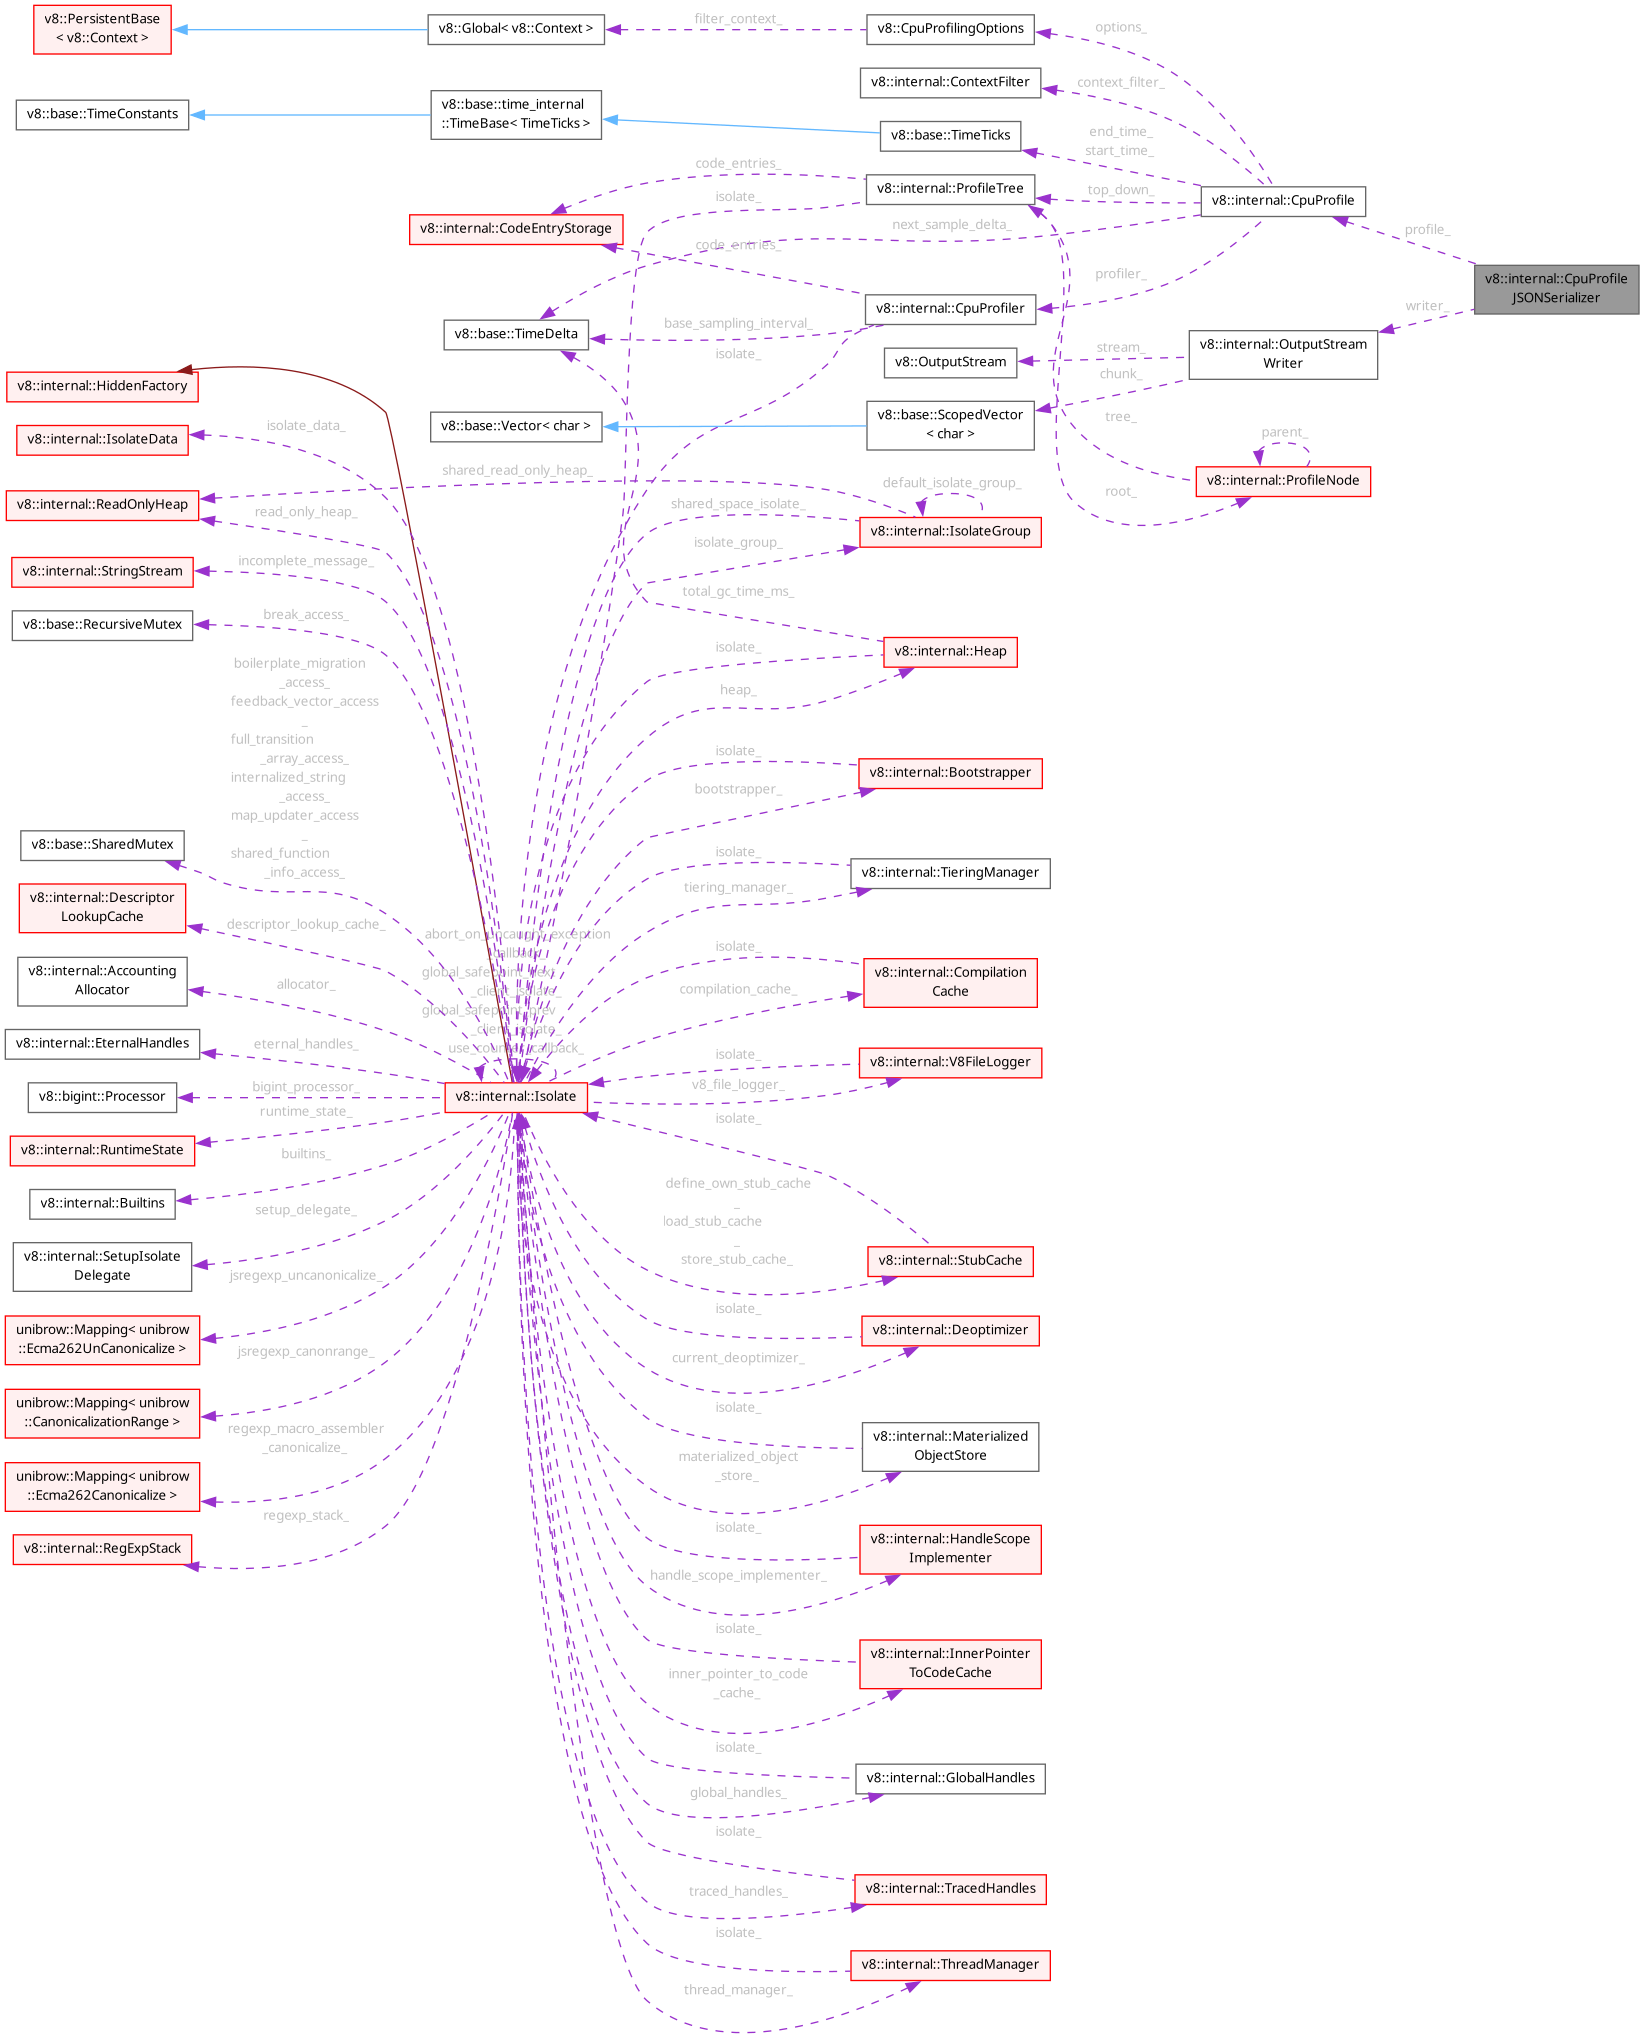 v8::PersistentBase
< v8::Context >
v8::Global< v8::Context >
filter_context_
v8::CpuProfilingOptions
options_
v8::internal::ContextFilter
context_filter_
v8::base::TimeConstants
v8::base::time_internal
::TimeBase< TimeTicks >
v8::base::TimeTicks
end_time_
start_time_
code_entries_
v8::internal::ProfileTree
top_down_
v8::internal::CpuProfile
isolate_
v8::internal::CodeEntryStorage
next_sample_delta_
profile_
code_entries_
profiler_
v8::internal::CpuProfile
JSONSerializer
v8::internal::CpuProfiler
writer_
v8::base::TimeDelta
base_sampling_interval_
isolate_
v8::OutputStream
stream_
v8::internal::OutputStream
Writer
chunk_
v8::internal::HiddenFactory
v8::base::Vector< char >
v8::base::ScopedVector
< char >
tree_
parent_
v8::internal::IsolateData
isolate_data_
shared_read_only_heap_
default_isolate_group_
v8::internal::ProfileNode
root_
v8::internal::ReadOnlyHeap
read_only_heap_
shared_space_isolate_
v8::internal::IsolateGroup
isolate_group_
v8::internal::StringStream
incomplete_message_
total_gc_time_ms_
v8::base::RecursiveMutex
break_access_
isolate_
v8::internal::Heap
heap_
boilerplate_migration
_access_
feedback_vector_access
_
full_transition
_array_access_
internalized_string
_access_
map_updater_access
_
shared_function
_info_access_
isolate_
v8::internal::Bootstrapper
bootstrapper_
v8::base::SharedMutex
isolate_
v8::internal::TieringManager
tiering_manager_
v8::internal::Descriptor
LookupCache
descriptor_lookup_cache_
abort_on_uncaught_exception
_callback_
global_safepoint_next
_client_isolate_
global_safepoint_prev
_client_isolate_
use_counter_callback_
isolate_
v8::internal::Compilation
Cache
compilation_cache_
v8::internal::Accounting
Allocator
allocator_
v8::internal::EternalHandles
eternal_handles_
isolate_
v8::internal::V8FileLogger
v8_file_logger_
v8::bigint::Processor
bigint_processor_
v8::internal::Isolate
runtime_state_
isolate_
v8::internal::RuntimeState
builtins_
v8::internal::Builtins
define_own_stub_cache
_
load_stub_cache
_
store_stub_cache_
setup_delegate_
v8::internal::SetupIsolate
Delegate
v8::internal::StubCache
jsregexp_uncanonicalize_
isolate_
unibrow::Mapping< unibrow
::Ecma262UnCanonicalize >
v8::internal::Deoptimizer
jsregexp_canonrange_
current_deoptimizer_
unibrow::Mapping< unibrow
::CanonicalizationRange >
isolate_
regexp_macro_assembler
_canonicalize_
v8::internal::Materialized
ObjectStore
materialized_object
_store_
unibrow::Mapping< unibrow
::Ecma262Canonicalize >
regexp_stack_
v8::internal::RegExpStack
isolate_
v8::internal::HandleScope
Implementer
handle_scope_implementer_
isolate_
v8::internal::InnerPointer
ToCodeCache
inner_pointer_to_code
_cache_
isolate_
v8::internal::GlobalHandles
global_handles_
isolate_
v8::internal::TracedHandles
traced_handles_
isolate_
v8::internal::ThreadManager
thread_manager_